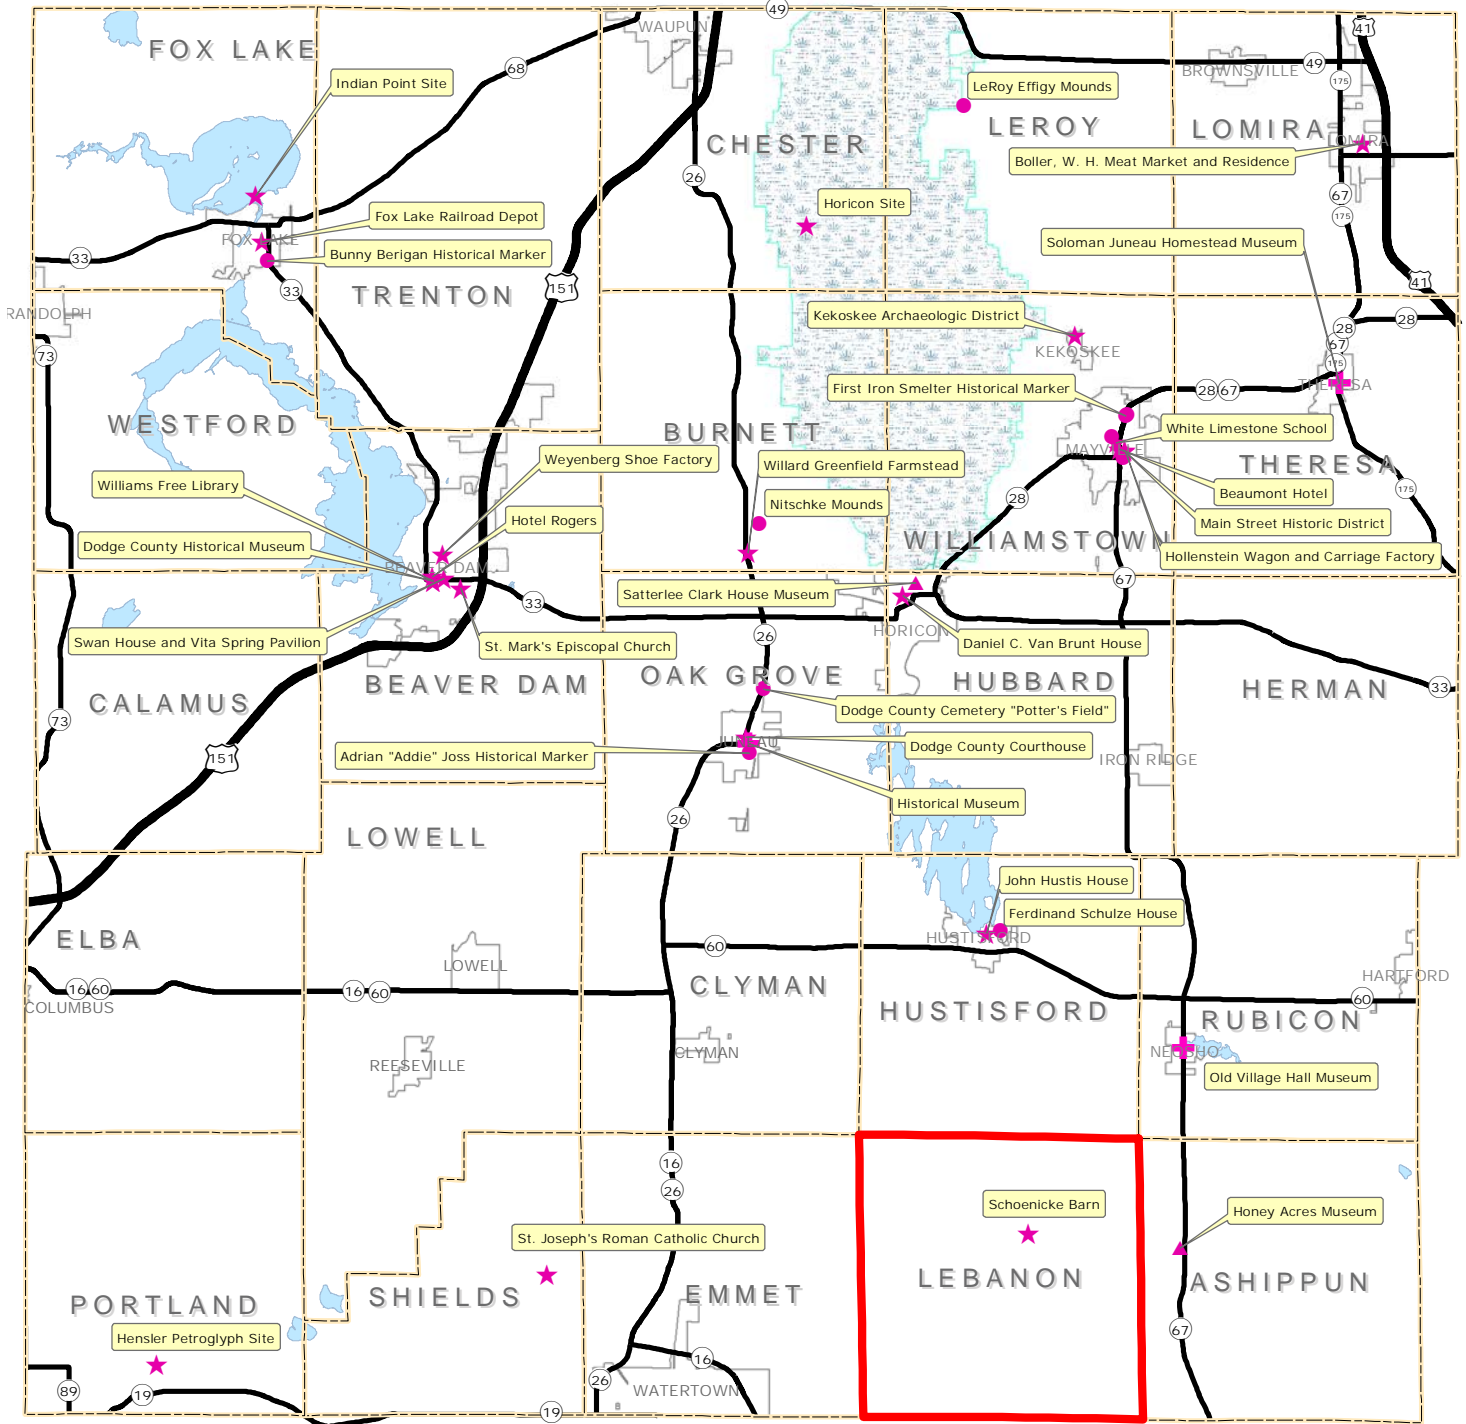 49
WAUPUN
FOX LAKE
41
68
49
BROWNSVILLE
175
Indian Point Site
LeRoy Effigy Mounds
LEROY
LOMIRA
CHESTER
LOMIRA
Boller, W. H. Meat Market and Residence
26
67
Horicon Site
175
Fox Lake Railroad Depot
FOX LAKE
Soloman Juneau Homestead Museum
Bunny Berigan Historical Marker
33
33
TRENTON
151
41
RANDOLPH
Kekoskee Archaeologic District
28
28
67
73
KEKOSKEE
175
First Iron Smelter Historical Marker
28
67
THERESA
WESTFORD
White Limestone School
BURNETT
MAYVILLE
Weyenberg Shoe Factory
Willard Greenfield Farmstead
THERESA
Williams Free Library
175
Beaumont Hotel
28
Nitschke Mounds
Hotel Rogers
Main Street Historic District
Dodge County Historical Museum
WILLIAMSTOWN
Hollenstein Wagon and Carriage Factory
BEAVER DAM
67
Satterlee Clark House Museum
33
HORICON
26
Swan House and Vita Spring Pavilion
St. Mark's Episcopal Church
Daniel C. Van Brunt House
OAK GROVE
BEAVER DAM
HUBBARD
HERMAN
33
CALAMUS
Dodge County Cemetery "Potter's Field"
73
JUNEAU
Dodge County Courthouse
Adrian "Addie" Joss Historical Marker
151
IRON RIDGE
Historical Museum
26
LOWELL
John Hustis House
Ferdinand Schulze House
ELBA
HUSTISFORD
60
LOWELL
HARTFORD
CLYMAN
16
60
16
60
60
COLUMBUS
HUSTISFORD
RUBICON
CLYMAN
NEOSHO
REESEVILLE
Old Village Hall Museum
16
26
Schoenicke Barn
Honey Acres Museum
St. Joseph's Roman Catholic Church
LEBANON
ASHIPPUN
EMMET
SHIELDS
PORTLAND
67
Hensler Petroglyph Site
16
26
89
19
WATERTOWN
19